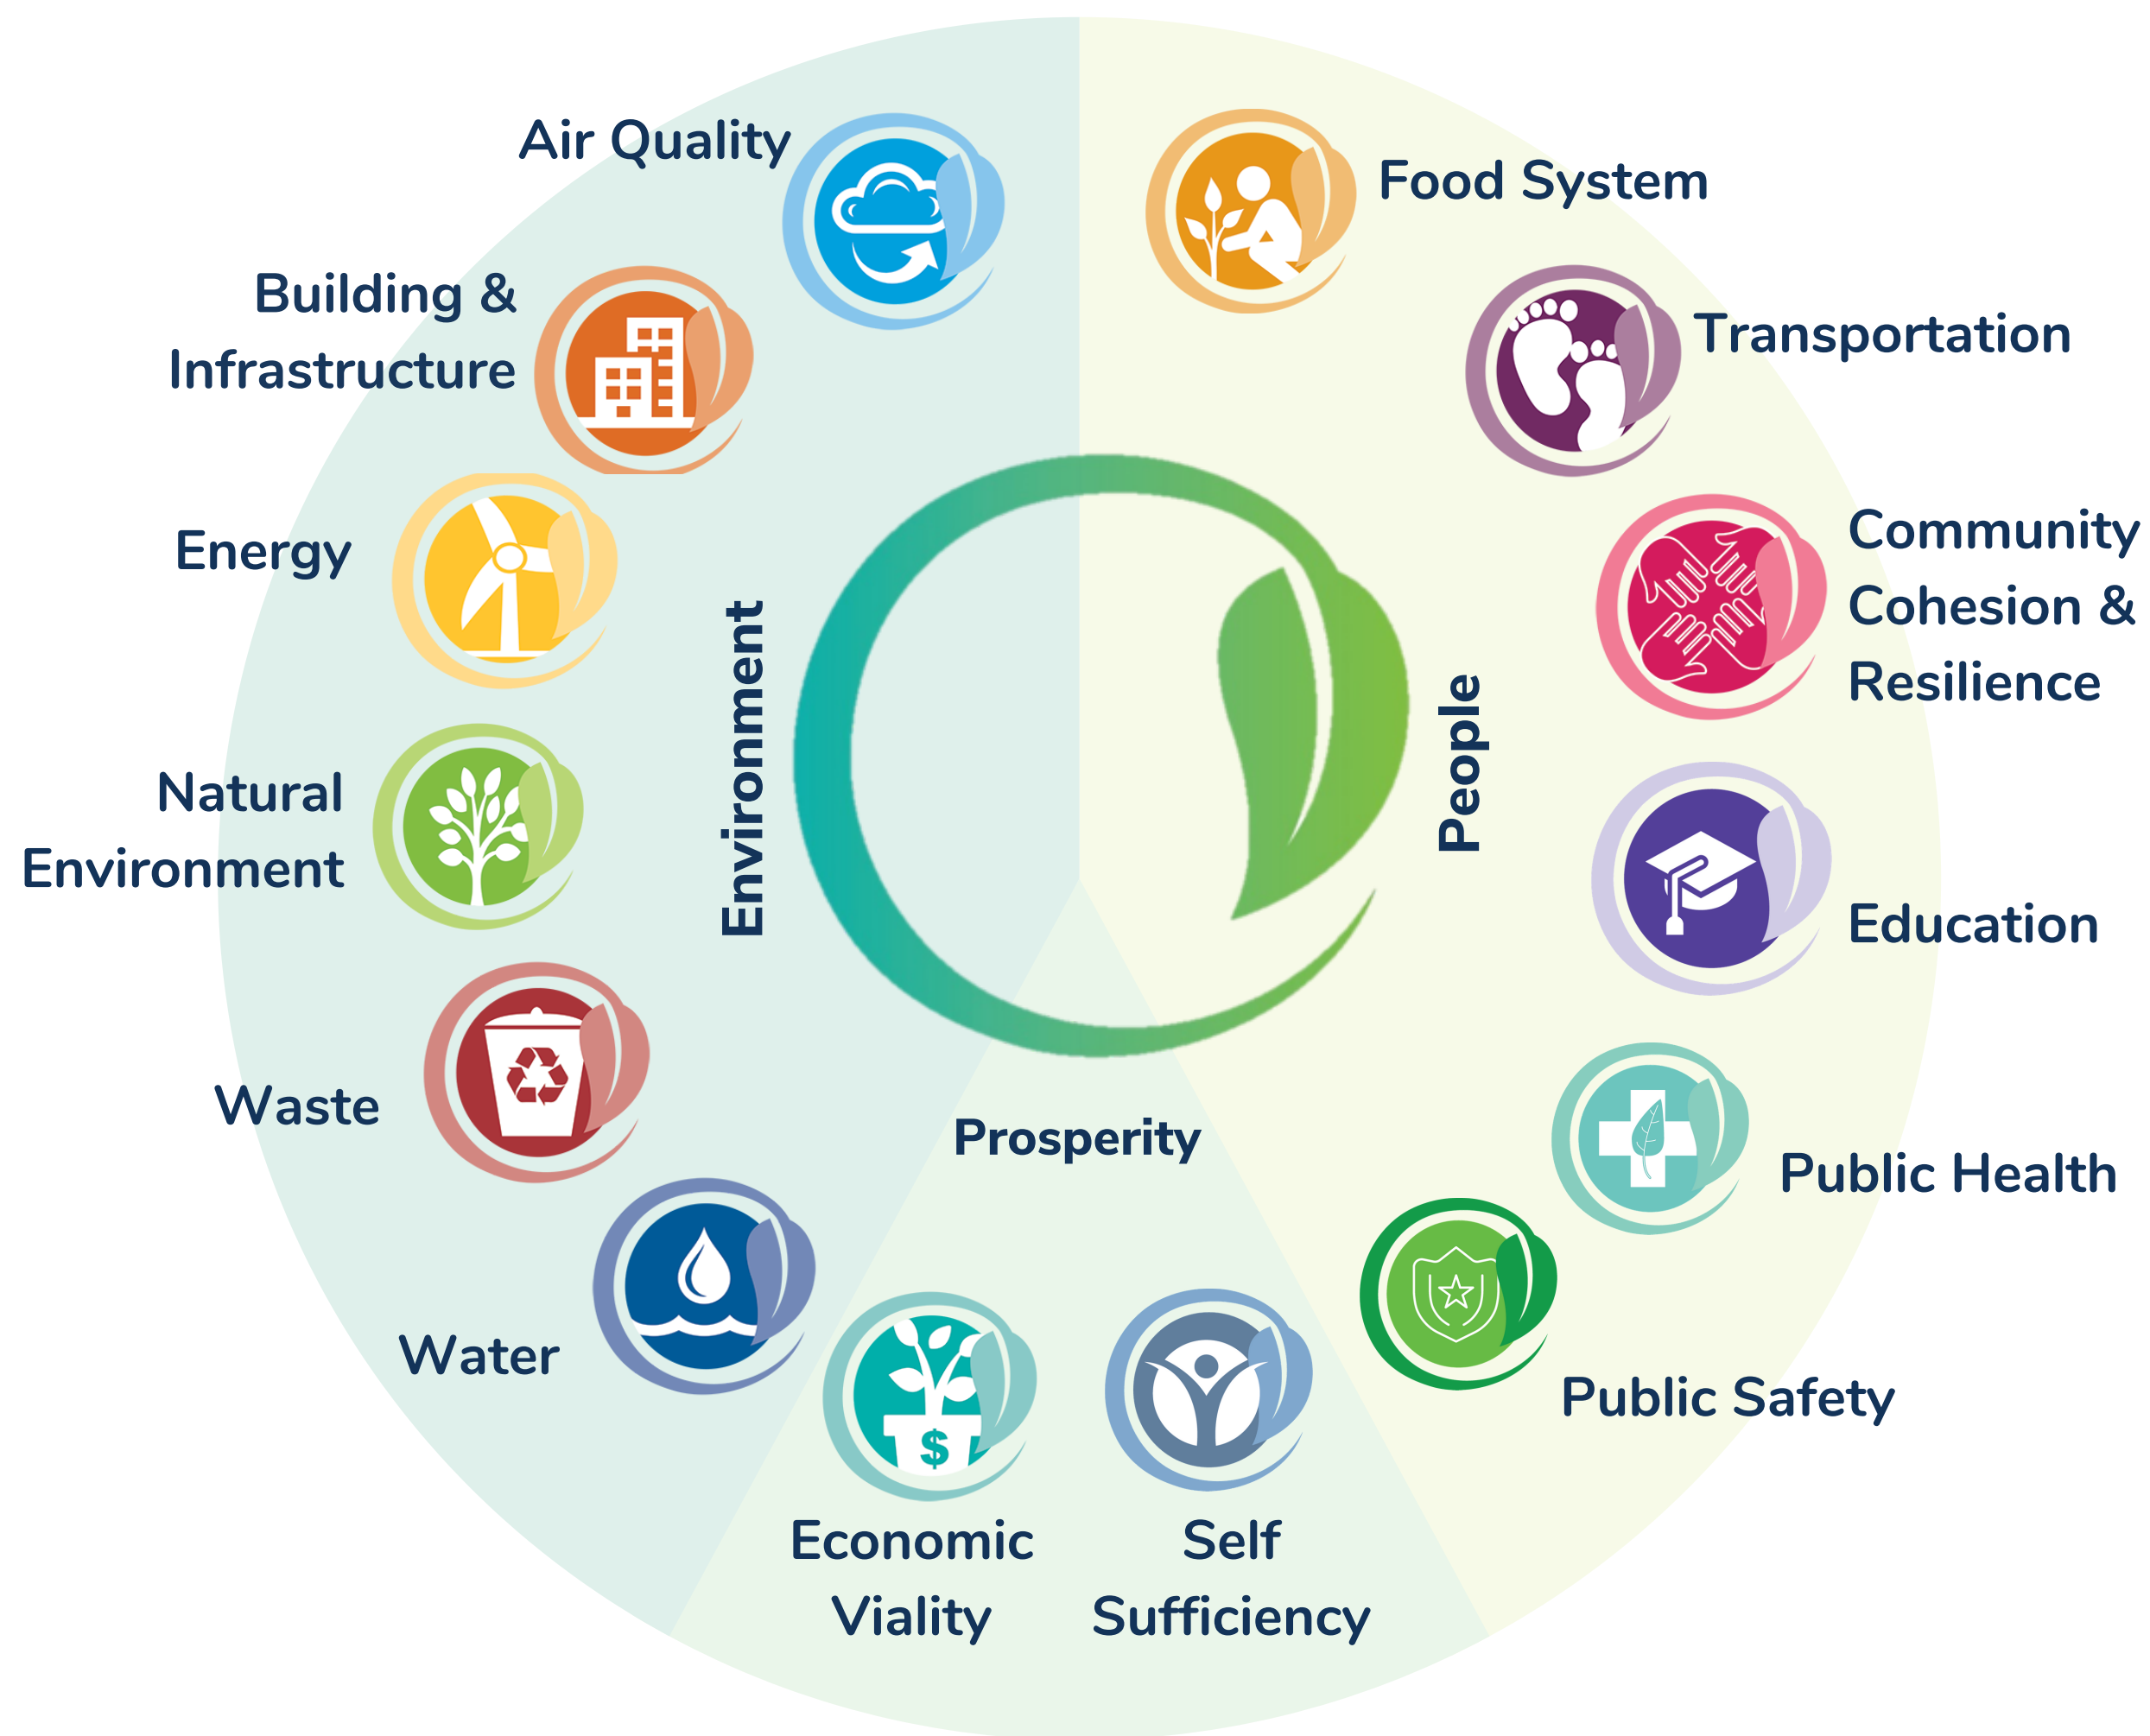 Air Quality
Food System
Building &
Infrastructure
Transportation
Energy
Community
Cohesion &
Resilience
Environment
People
Natural
Environment
Education
Waste
Prosperity
Public Health
Water
Public Safety
$
Economic
Viality
Self
Sufficiency